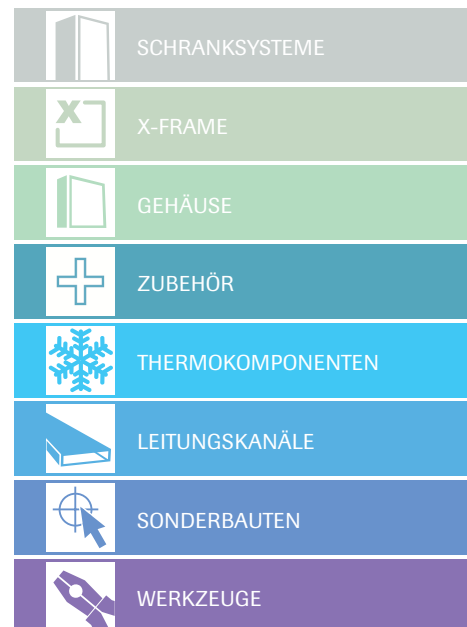 SCHRANKSYSTEME
X
X-FRAME
GEHÄUSE
ZUBEHÖR
THERMOKOMPONENTEN
LEITUNGSKANÄLE
SONDERBAUTEN
WERKZEUGE